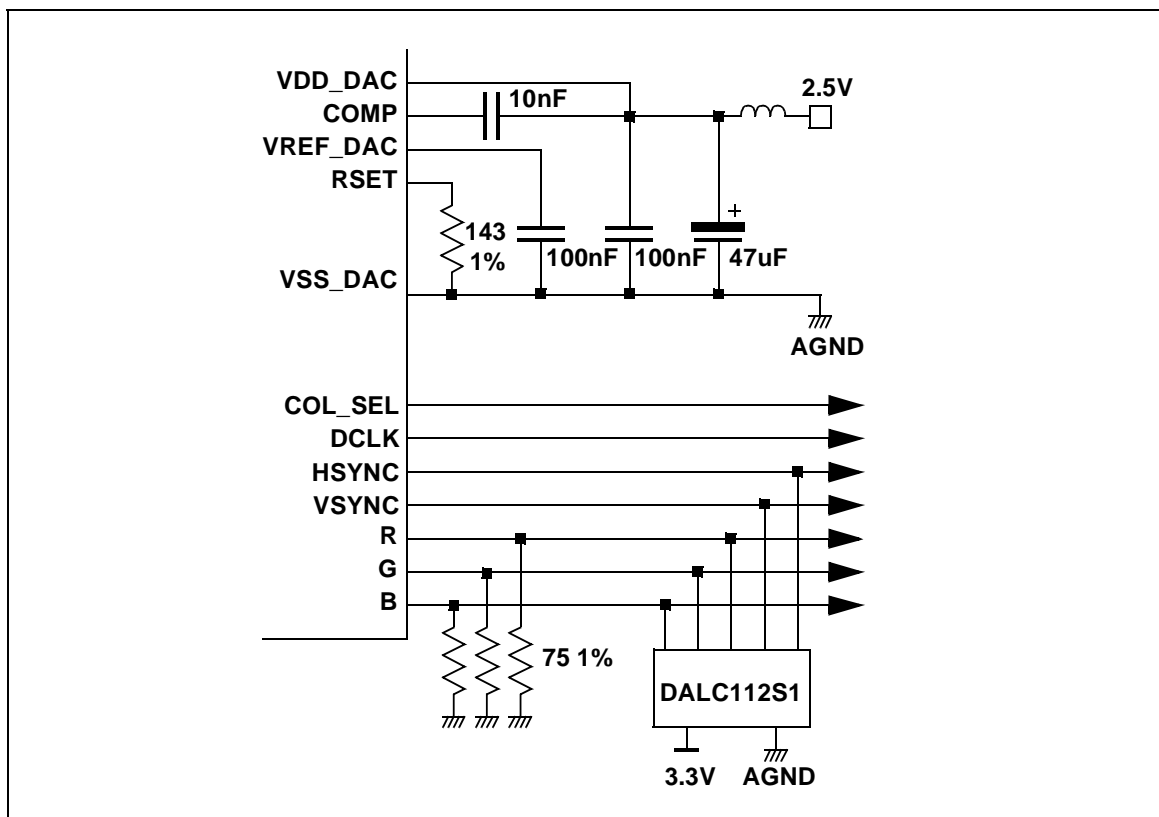 VDD_DAC
10nF
2.5V
COMP
VREF_DAC
RSET
+
143
1%
100nF
100nF
47uF
VSS_DAC
AGND
COL_SEL
DCLK
HSYNC
VSYNC
R
G
B
75 1%
DALC112S1
3.3V
AGND